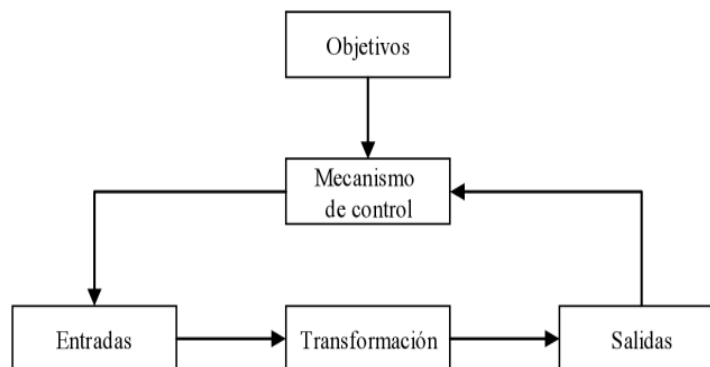 Objetivos
Mecanismo
de control
Entradas
Transformación
Salidas